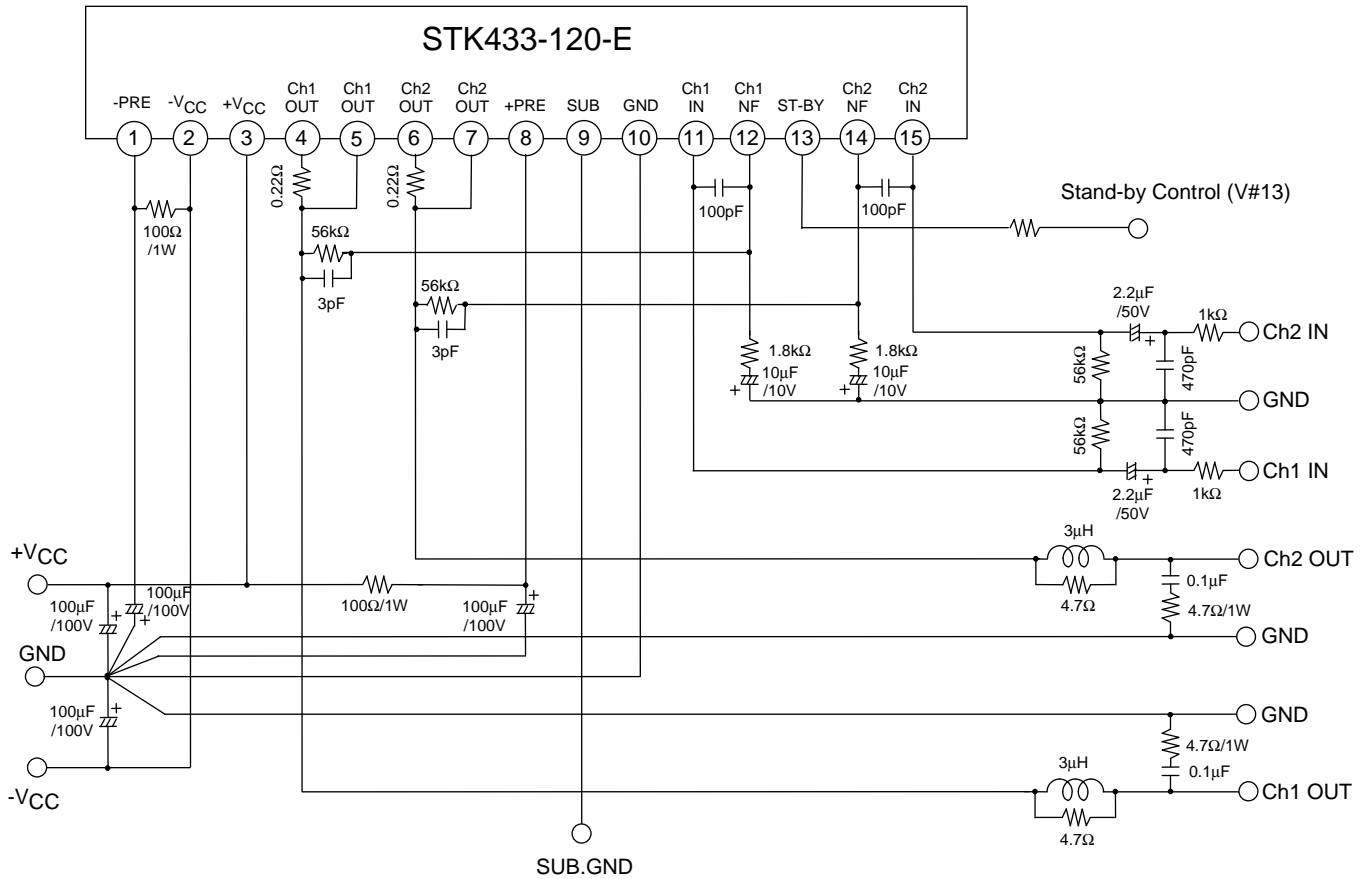 STK433-120-E
-PRE
-VCC
+VCC
Ch1
OUT
Ch1
OUT
Ch2
OUT
Ch2
OUT
+PRE
SUB
GND
Ch1
IN
Ch1
NF
ST-BY
Ch2
NF
Ch2
IN
1
2
3
4
5
6
7
8
9
10
11
12
13
14
15
0.22Ω
0.22Ω
100Ω
/1W
100pF
100pF
Stand-by Control (V#13)
56kΩ
3pF
56kΩ
3pF
1.8kΩ
10µF
/10V
+
1.8kΩ
10µF
/10V
+
2.2µF
/50V
+
1kΩ
Ch2 IN
56kΩ
470pF
GND
56kΩ
470pF
Ch1 IN
2.2µF
/50V
+
1kΩ
+VCC
100µF
/100V
+
100µF
/100V
+
100Ω/1W
100µF
/100V
+
3µH
4.7Ω
Ch2 OUT
0.1µF
4.7Ω/1W
GND
GND
100µF
/100V
+
GND
4.7Ω/1W
0.1µF
-VCC
3µH
4.7Ω
Ch1 OUT
SUB.GND